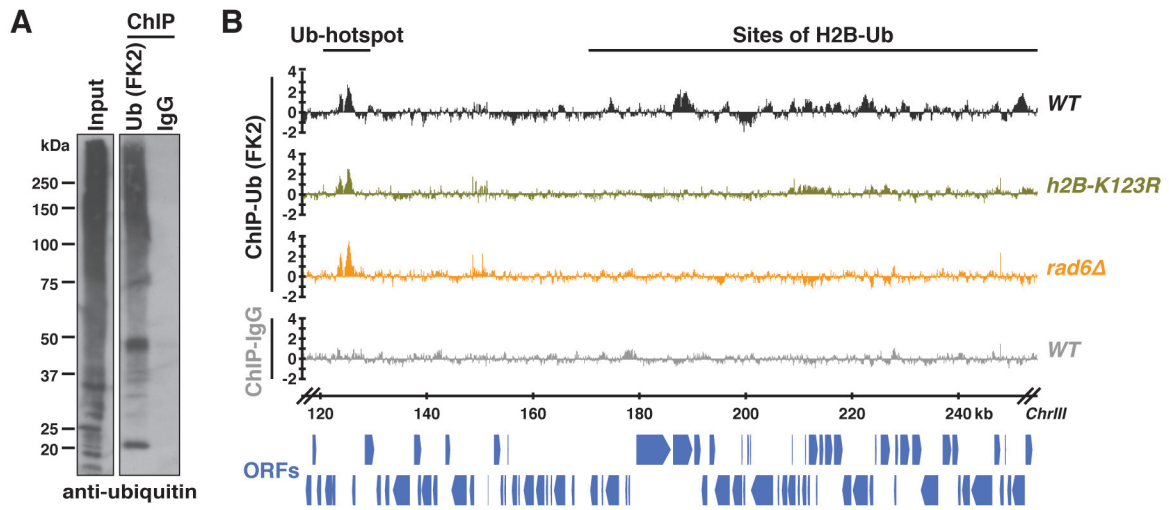 A
ChIP
Input
Ub (FK2)
IgG
kDa
250
150
100
75
50
37
25
20
anti-ubiquitin
B
Ub-hotspot
Sites of H2B-Ub
ChIP-Ub (FK2)
4
2
0
-2
WT
4
2
0
-2
h2B-K123R
4
2
0
-2
rad6Δ
ChIP-IgG
4
2
0
-2
WT
120 140 160 180 200 220 240 kb ChrIII
ORFs